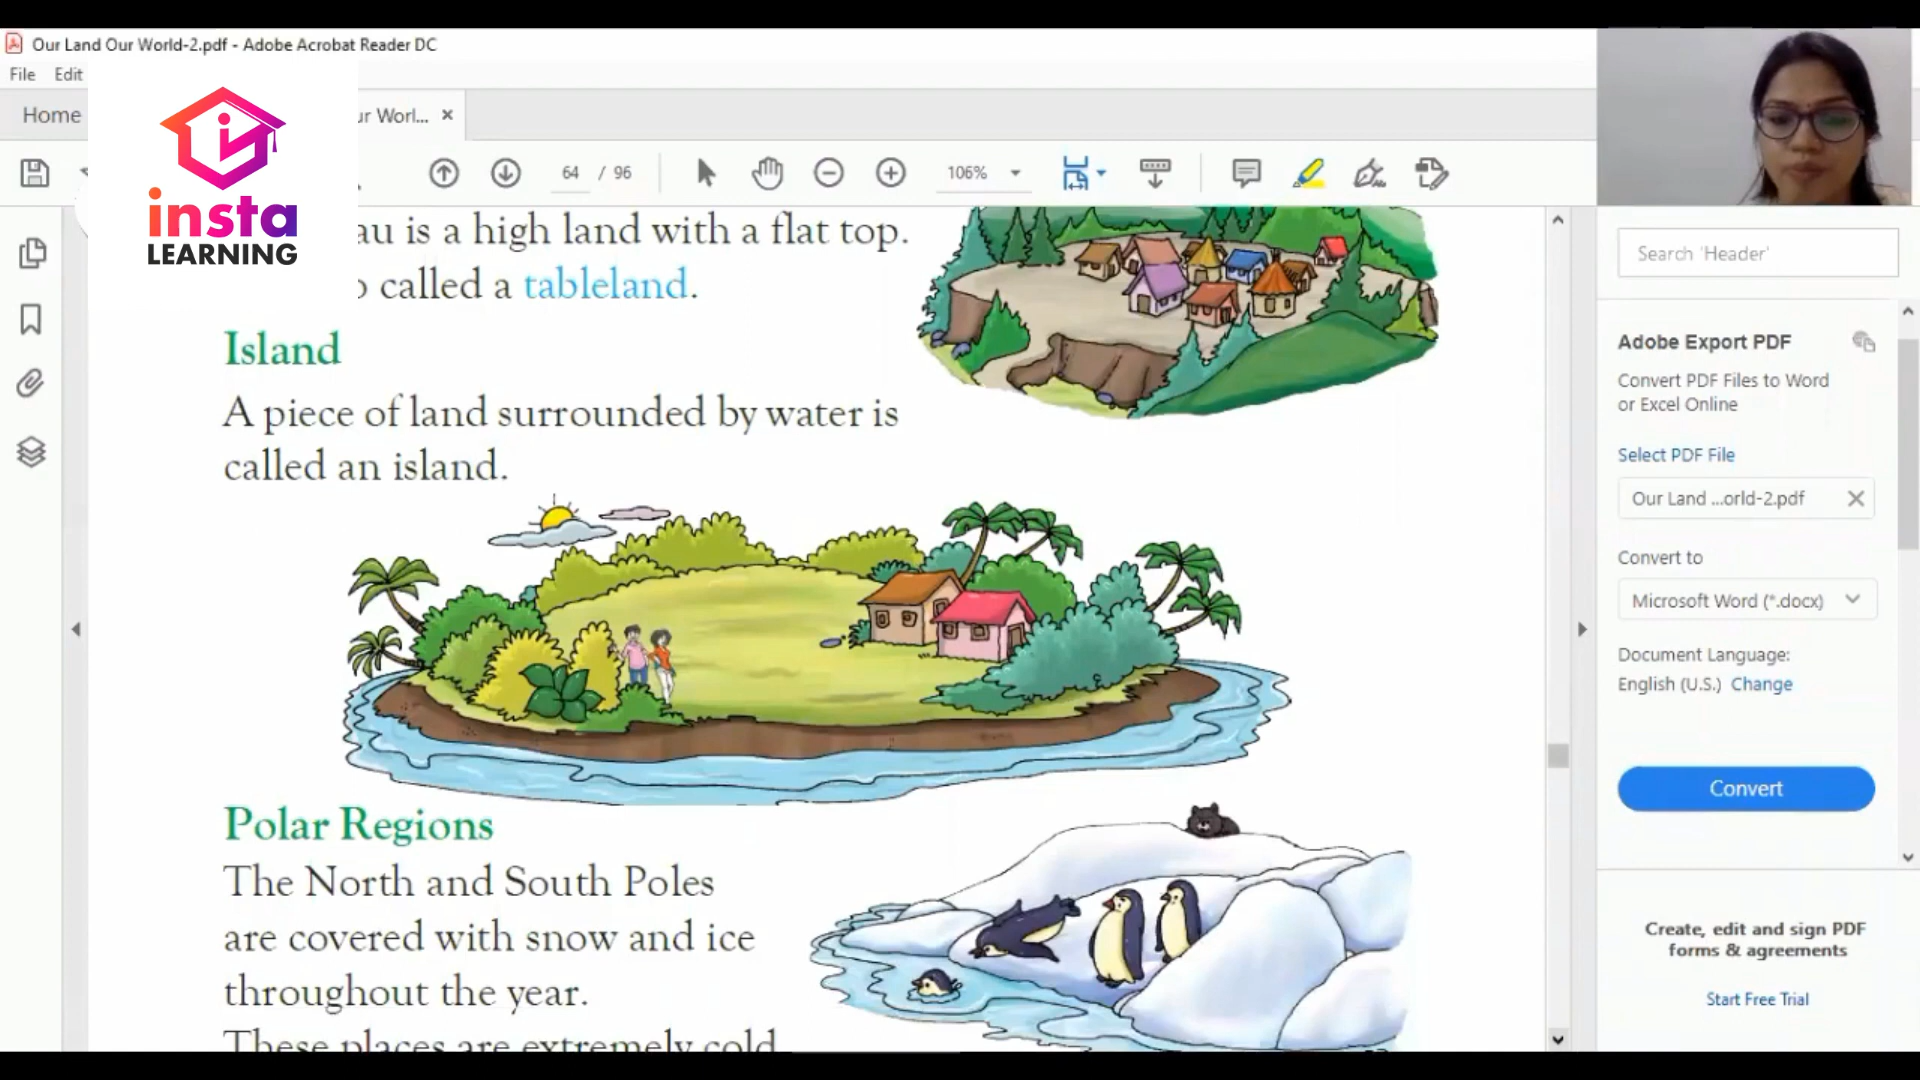 Our Land Our World-2.pdf - Adobe Acrobat Reader DC
File Edit
Home
ur Worl...
64 / 96
106%
insta
LEARNING
au is a high land with a flat top.
called a tableland.
Island
A piece of land surrounded by water is
called an island.
Polar Regions
The North and South Poles
are covered with snow and ice
throughout the year.
These places are extremely cold
Search 'Header'
Adobe Export PDF
Convert PDF Files to Word
or Excel Online
Select PDF File
Our Land ...orld-2.pdf
Convert to
Microsoft Word (*.docx)
Document Language:
English (U.S.) Change
Convert
Create, edit and sign PDF
forms & agreements
Start Free Trial